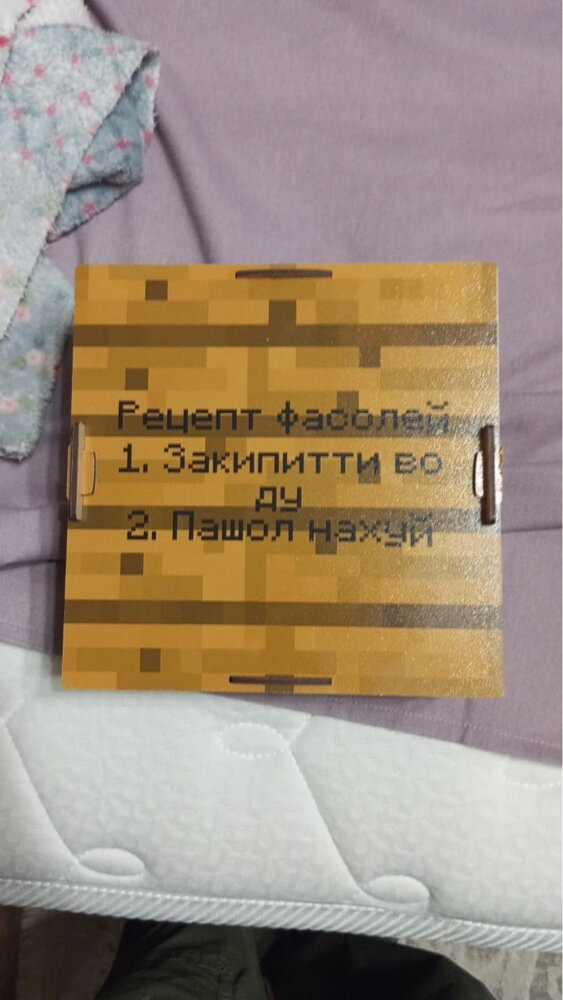 Рецепт фасолей
1. Закипитти во
ду
2. Пашол нахуй